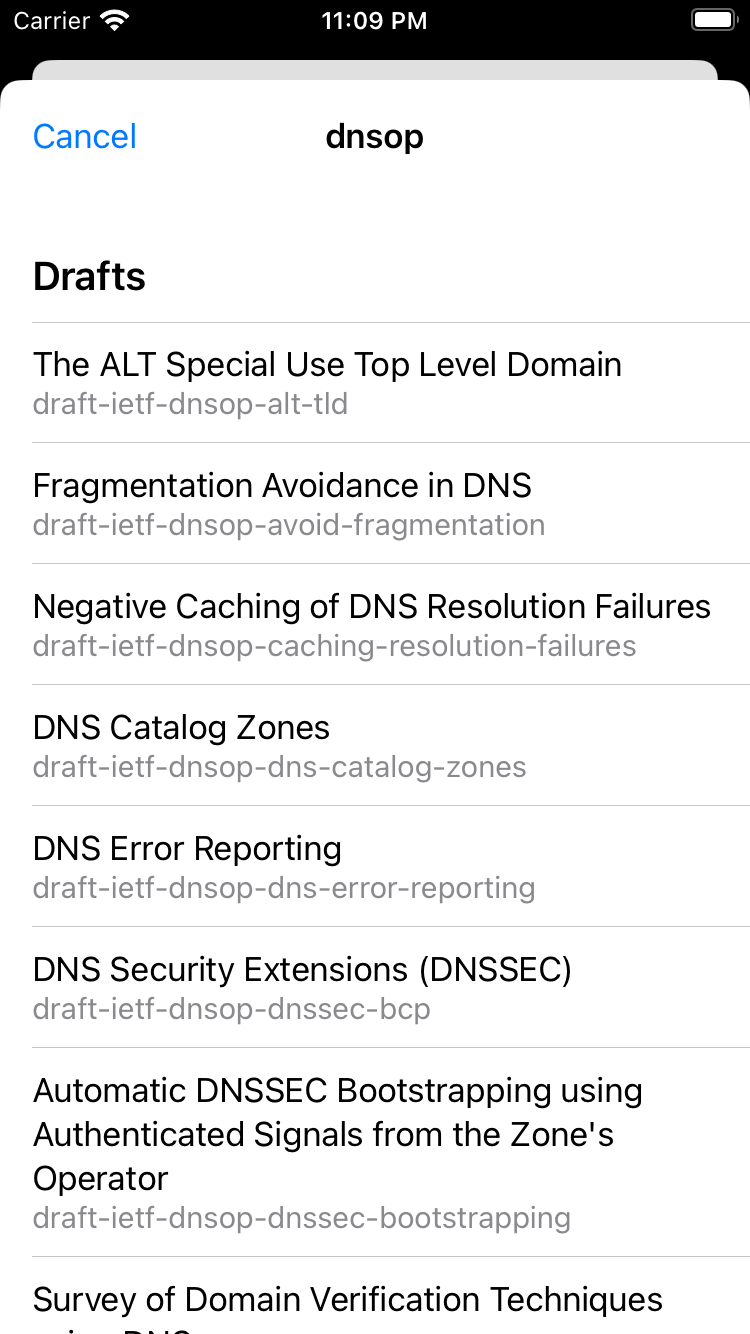 Carrier 11:09 PM
Cancel dnsop
Drafts
The ALT Special Use Top Level Domain
draft-ietf-dnsop-alt-tld
Fragmentation Avoidance in DNS
draft-ietf-dnsop-avoid-fragmentation
Negative Caching of DNS Resolution Failures
draft-ietf-dnsop-caching-resolution-failures
DNS Catalog Zones
draft-ietf-dnsop-dns-catalog-zones
DNS Error Reporting
draft-ietf-dnsop-dns-error-reporting
DNS Security Extensions (DNSSEC)
draft-ietf-dnsop-dnssec-bcp
Automatic DNSSEC Bootstrapping using
Authenticated Signals from the Zone's
Operator
draft-ietf-dnsop-dnssec-bootstrapping
Survey of Domain Verification Techniques